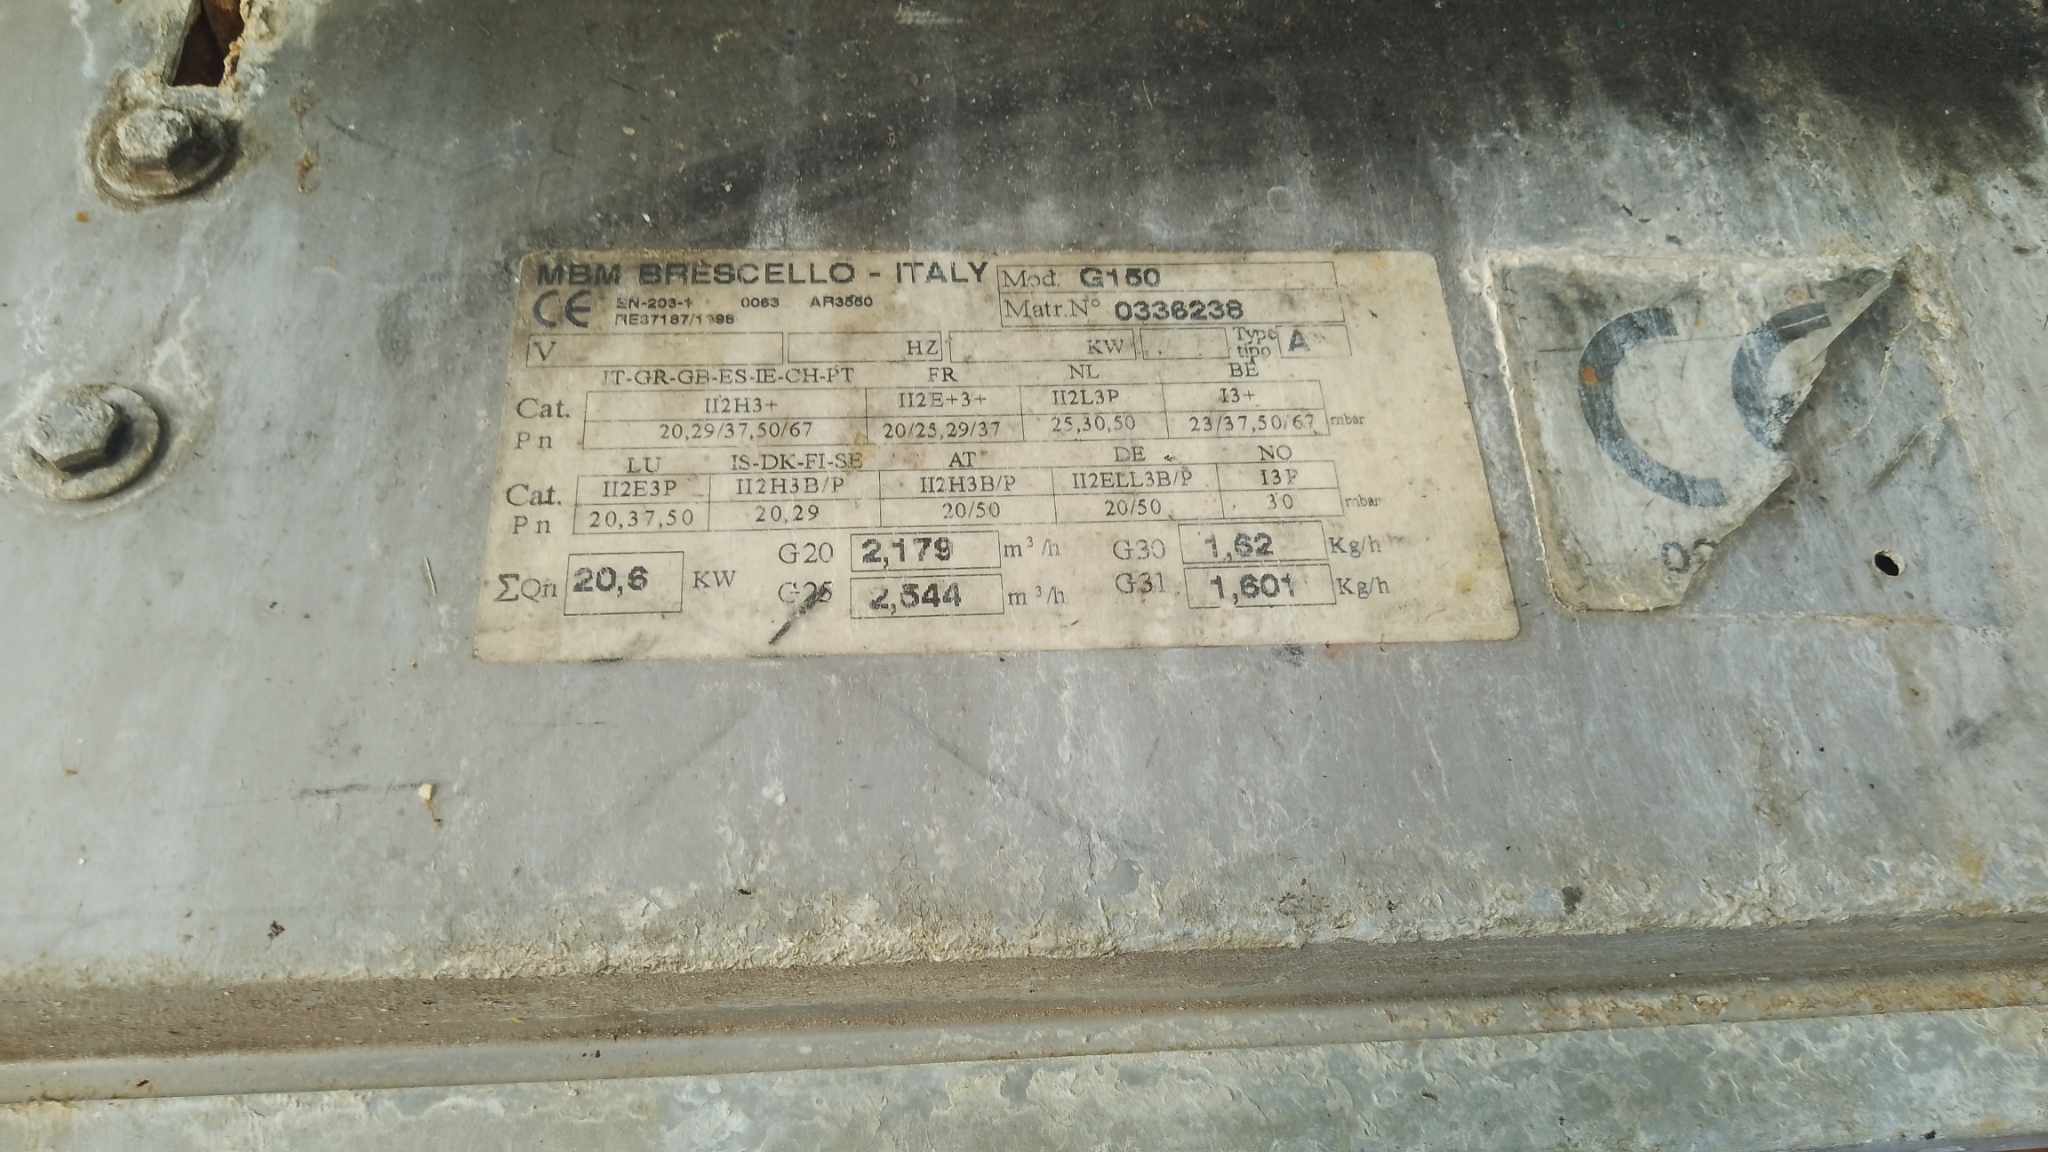 MBM BRESCELLO - ITALY Mod. G150
CE EN-203-1 0063 AR3550
RE37187/1998 Matr.N° 0336238
V HZ KW Type tipo A
IT-GR-GB-ES-IE-CH-PT FR NL BE
Cat. II2H3+ II2E+3+ II2L3P I3+
Pn 20,29/37,50/67 20/25,29/37 25,30,50 23/37,50/67 mbar
LU IS-DK-FI-SE AT DE NO
Cat. II2E3P II2H3B/P II2H3B/P II2ELL3B/P I3P
Pn 20,37,50 20,29 20/50 20/50 30 mbar
ΣQn 20,6 KW G20 2,179 m³/h G30 1,62 Kg/h
G25 2,544 m³/h G31 1,601 Kg/h
CE